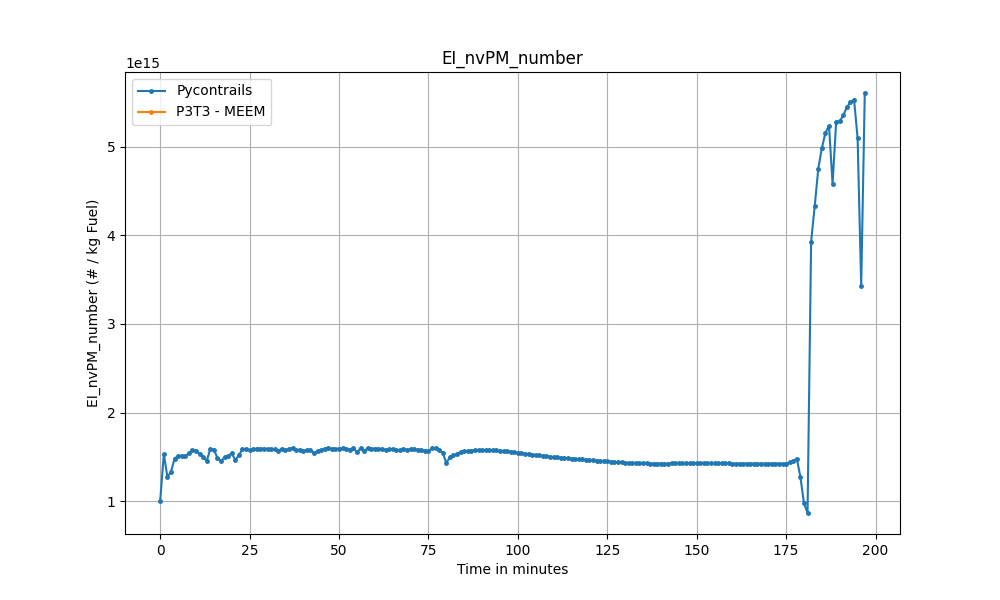 EI_nvPM_number
1e15
Pycontrails
P3T3 - MEEM
EI_nvPM_number (# / kg Fuel)
5
4
3
2
1
0 25 50 75 100 125 150 175 200
Time in minutes